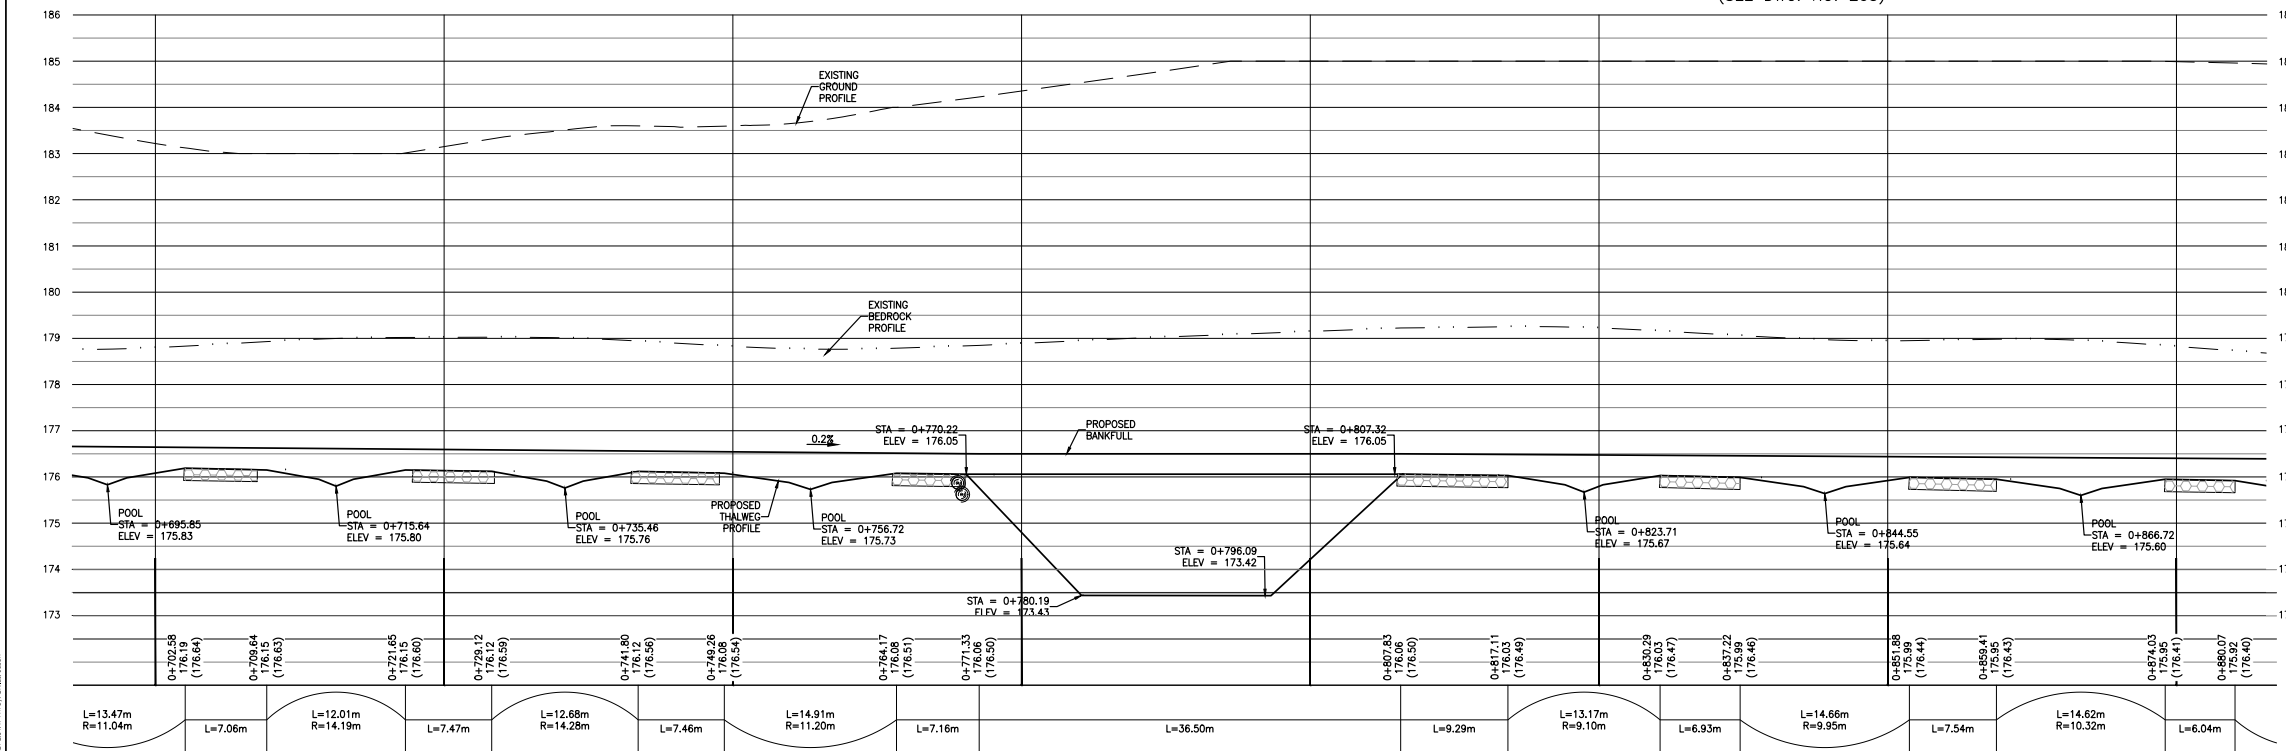 186
185
184
183
182
181
180
179
178
177
176
175
174
173
EXISTING
GROUND
PROFILE
EXISTING
BEDROCK
PROFILE
0.2%
STA = 0+770.22
ELEV = 176.05
PROPOSED
BANKFULL
STA = 0+807.32
ELEV = 176.05
POOL
STA = 0+695.85
ELEV = 175.83
POOL
STA = 0+715.64
ELEV = 175.80
POOL
STA = 0+735.46
ELEV = 175.76
PROPOSED
THALWEG
PROFILE
POOL
STA = 0+756.72
ELEV = 175.73
STA = 0+780.19
ELEV = 173.43
STA = 0+796.09
ELEV = 173.42
POOL
STA = 0+823.71
ELEV = 175.67
POOL
STA = 0+844.55
ELEV = 175.64
POOL
STA = 0+866.72
ELEV = 175.60
0+702.58
176.19
(176.64)
0+709.64
176.15
(176.63)
0+721.65
176.15
(176.60)
0+729.12
176.12
(176.59)
0+741.80
176.12
(176.56)
0+749.26
176.08
(176.54)
0+764.17
176.08
(176.51)
0+771.33
176.06
(176.50)
0+807.83
176.06
(176.50)
0+817.11
176.03
(176.49)
0+830.29
176.03
(176.47)
0+837.22
175.99
(176.46)
0+851.88
175.99
(176.44)
0+859.41
175.95
(176.43)
0+874.03
175.95
(176.41)
0+880.07
175.92
(176.40)
L=13.47m
R=11.04m
L=7.06m
L=12.01m
R=14.19m
L=7.47m
L=12.68m
R=14.28m
L=7.46m
L=14.91m
R=11.20m
L=7.16m
L=36.50m
L=9.29m
L=13.17m
R=9.10m
L=6.93m
L=14.66m
R=9.95m
L=7.54m
L=14.62m
R=10.32m
L=6.04m